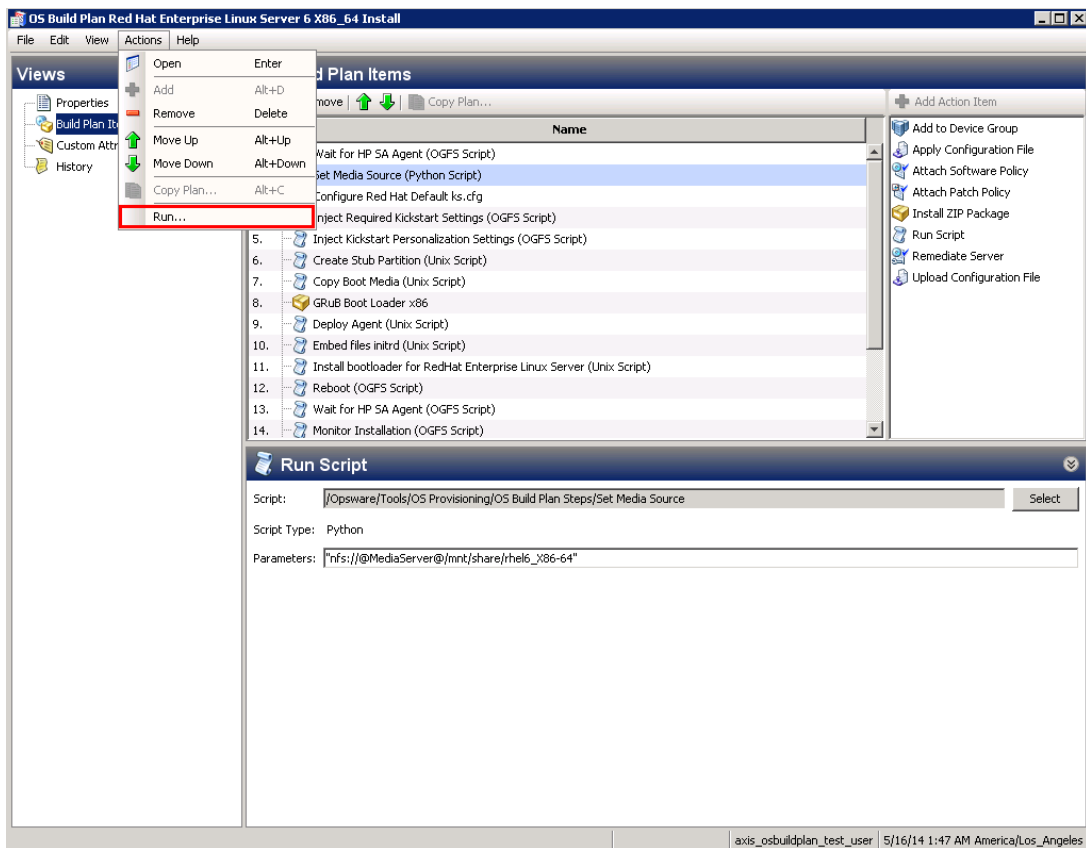 OS Build Plan Red Hat Enterprise Linux Server 6 X86_64 Install
File Edit View Actions Help
Views
Properties
Build Plan It
Custom Attr
History
Open Enter
Add Alt+D
Remove Delete
Move Up Alt+Up
Move Down Alt+Down
Copy Plan... Alt+C
Run...
d Plan Items
move Copy Plan...
Name
Wait for HP SA Agent (OGFS Script)
Set Media Source (Python Script)
Configure Red Hat Default ks.cfg
Inject Required Kickstart Settings (OGFS Script)
5. Inject Kickstart Personalization Settings (OGFS Script)
6. Create Stub Partition (Unix Script)
7. Copy Boot Media (Unix Script)
8. GRuB Boot Loader x86
9. Deploy Agent (Unix Script)
10. Embed files initrd (Unix Script)
11. Install bootloader for RedHat Enterprise Linux Server (Unix Script)
12. Reboot (OGFS Script)
13. Wait for HP SA Agent (OGFS Script)
14. Monitor Installation (OGFS Script)
Add Action Item
Add to Device Group
Apply Configuration File
Attach Software Policy
Attach Patch Policy
Install ZIP Package
Run Script
Remediate Server
Upload Configuration File
Run Script
Script: /Opsware/Tools/OS Provisioning/OS Build Plan Steps/Set Media Source Select
Script Type: Python
Parameters: "nfs://@MediaServer@/mnt/share/rhel6_X86-64"
axis_osbuildplan_test_user 5/16/14 1:47 AM America/Los_Angeles